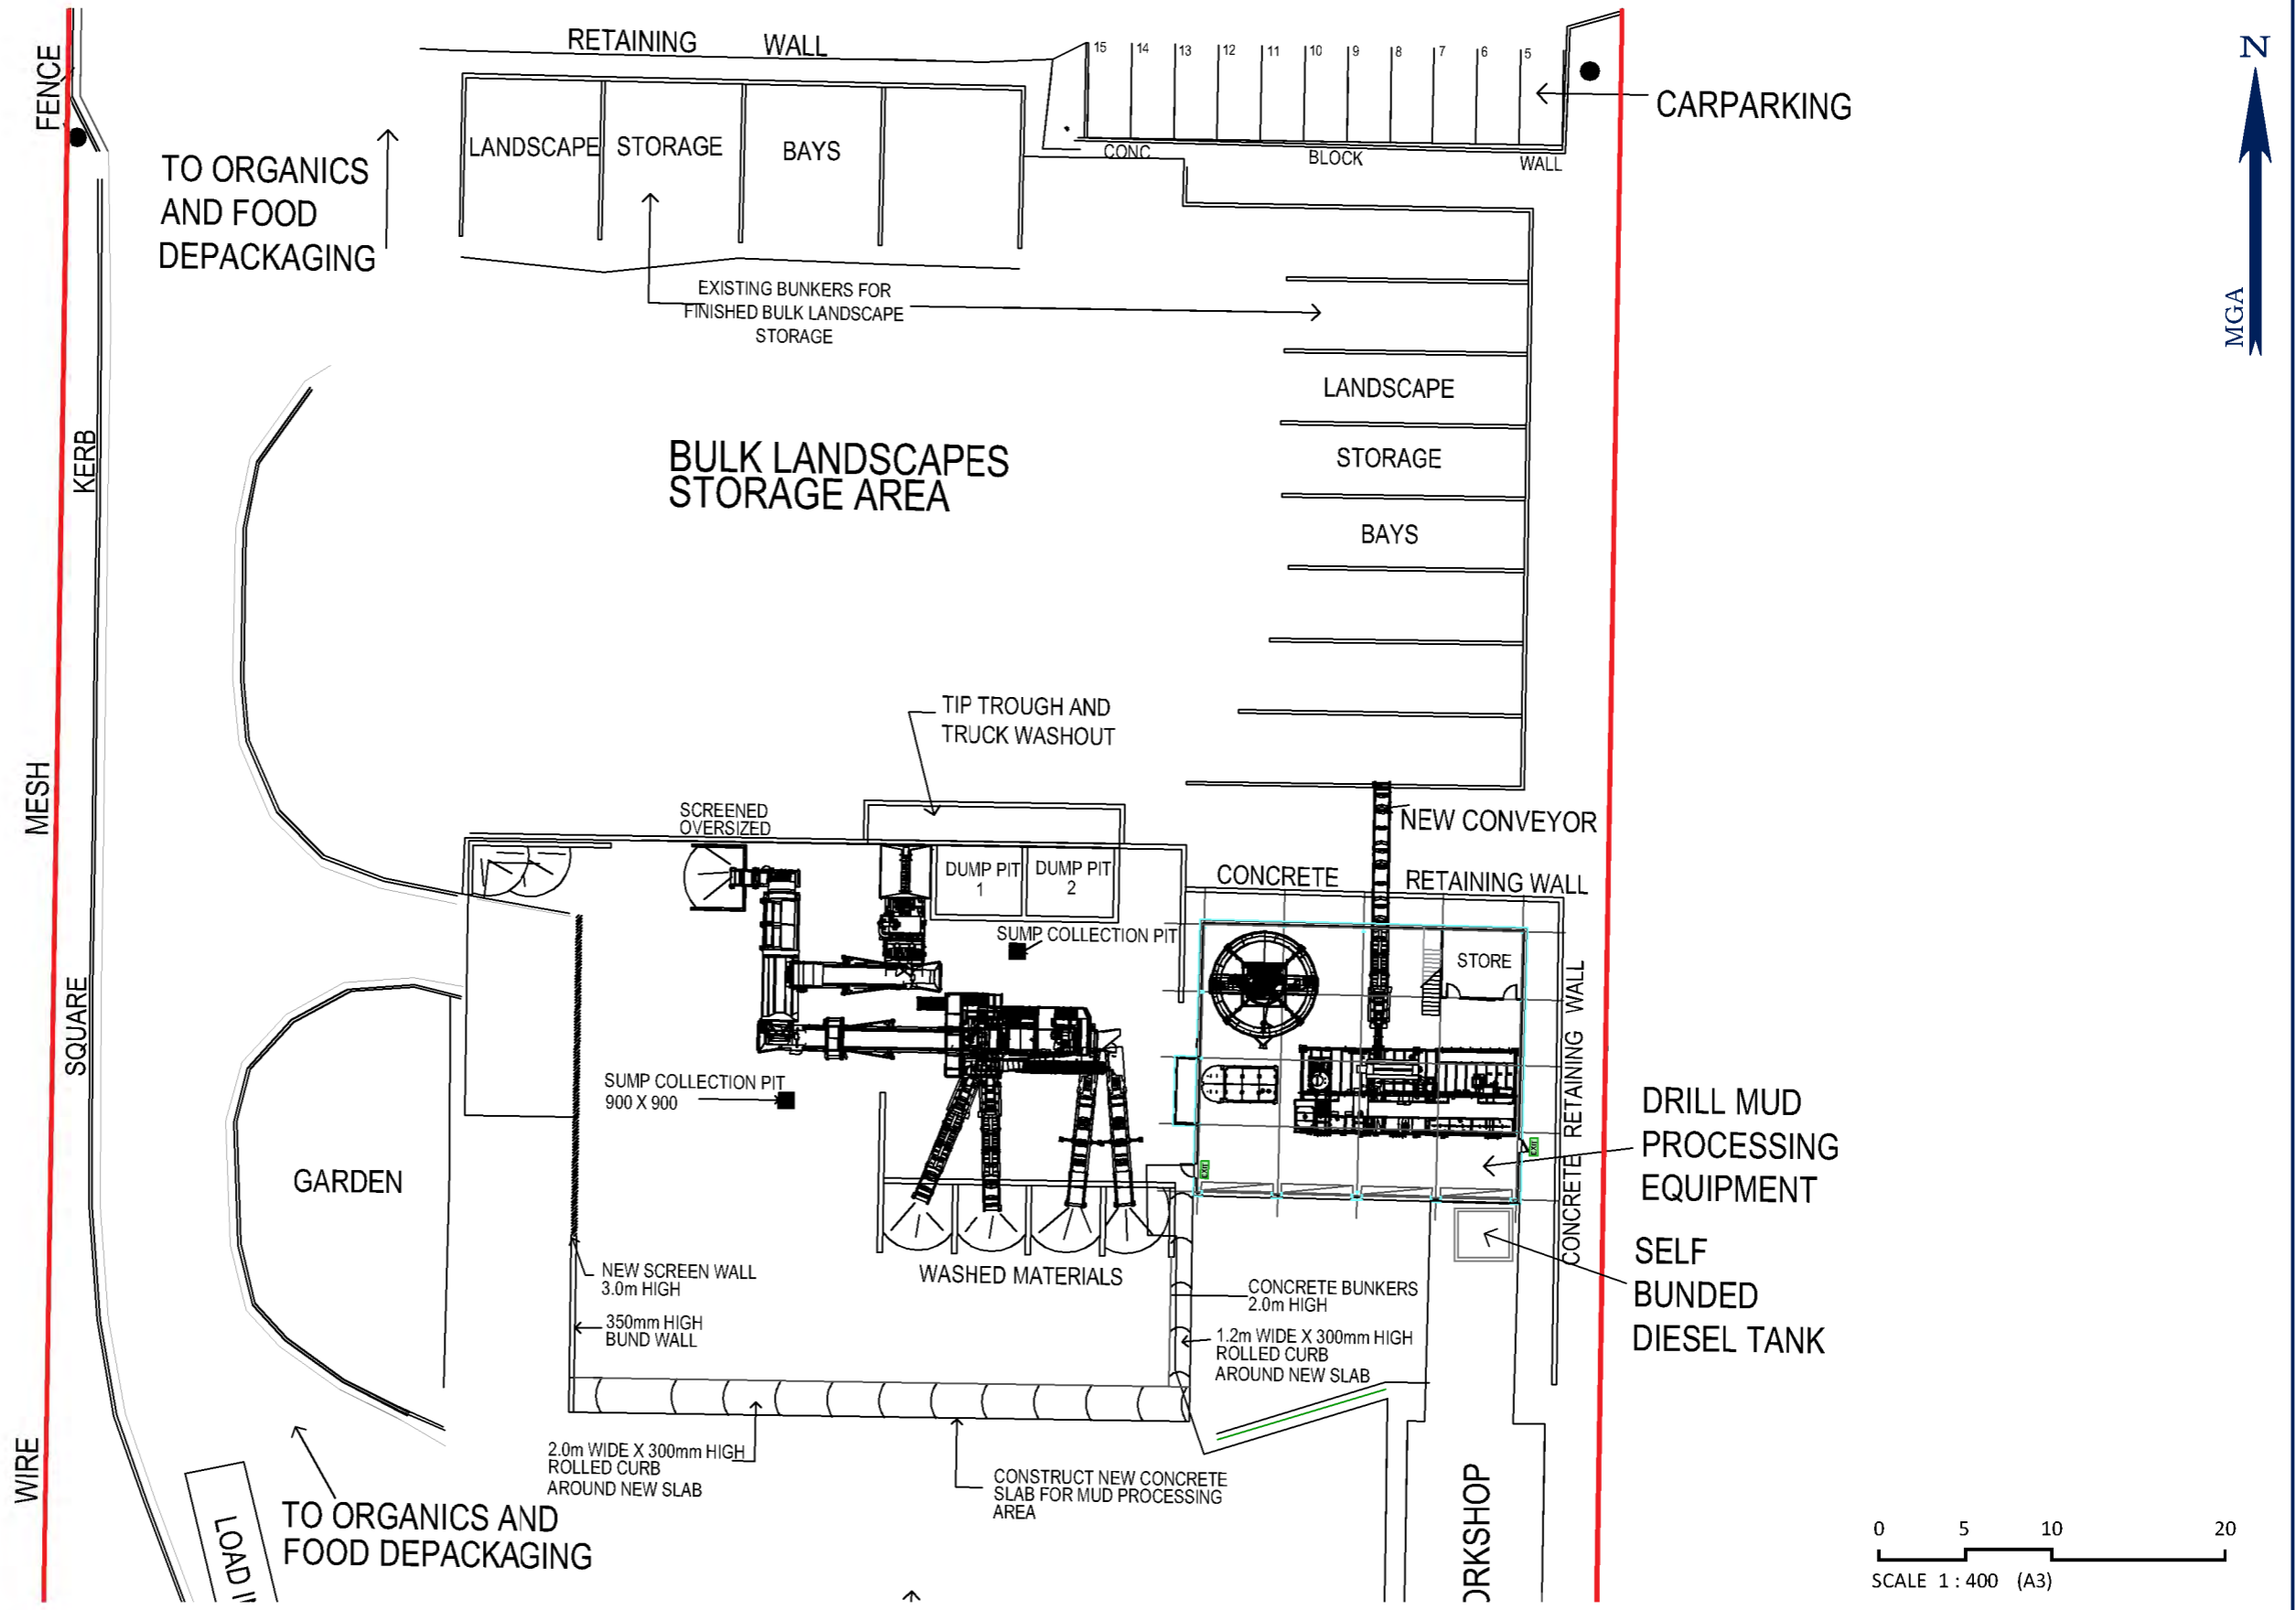 RETAINING WALL
15 14 13 12 11 10 9 8 7 6 5
N
MGA
FENCE
CARPARKING
LANDSCAPE STORAGE BAYS
CONC BLOCK WALL
TO ORGANICS
AND FOOD
DEPACKAGING
EXISTING BUNKERS FOR
FINISHED BULK LANDSCAPE
STORAGE
LANDSCAPE
STORAGE
BAYS
KERB
BULK LANDSCAPES
STORAGE AREA
TIP TROUGH AND
TRUCK WASHOUT
MESH
SCREENED
OVERSIZED
NEW CONVEYOR
DUMP PIT
1
DUMP PIT
2
CONCRETE RETAINING WALL
SUMP COLLECTION PIT
STORE
CONCRETE RETAINING WALL
SQUARE
SUMP COLLECTION PIT
900 X 900
DRILL MUD
PROCESSING
EQUIPMENT
EXIT
EXIT
GARDEN
SELF
BUNDED
DIESEL TANK
WASHED MATERIALS
NEW SCREEN WALL
3.0m HIGH
350mm HIGH
BUND WALL
CONCRETE BUNKERS
2.0m HIGH
1.2m WIDE X 300mm HIGH
ROLLED CURB
AROUND NEW SLAB
2.0m WIDE X 300mm HIGH
ROLLED CURB
AROUND NEW SLAB
CONSTRUCT NEW CONCRETE
SLAB FOR MUD PROCESSING
AREA
WIRE
LOAD
TO ORGANICS AND
FOOD DEPACKAGING
ORKSHOP
0 5 10 20
SCALE 1 : 400 (A3)